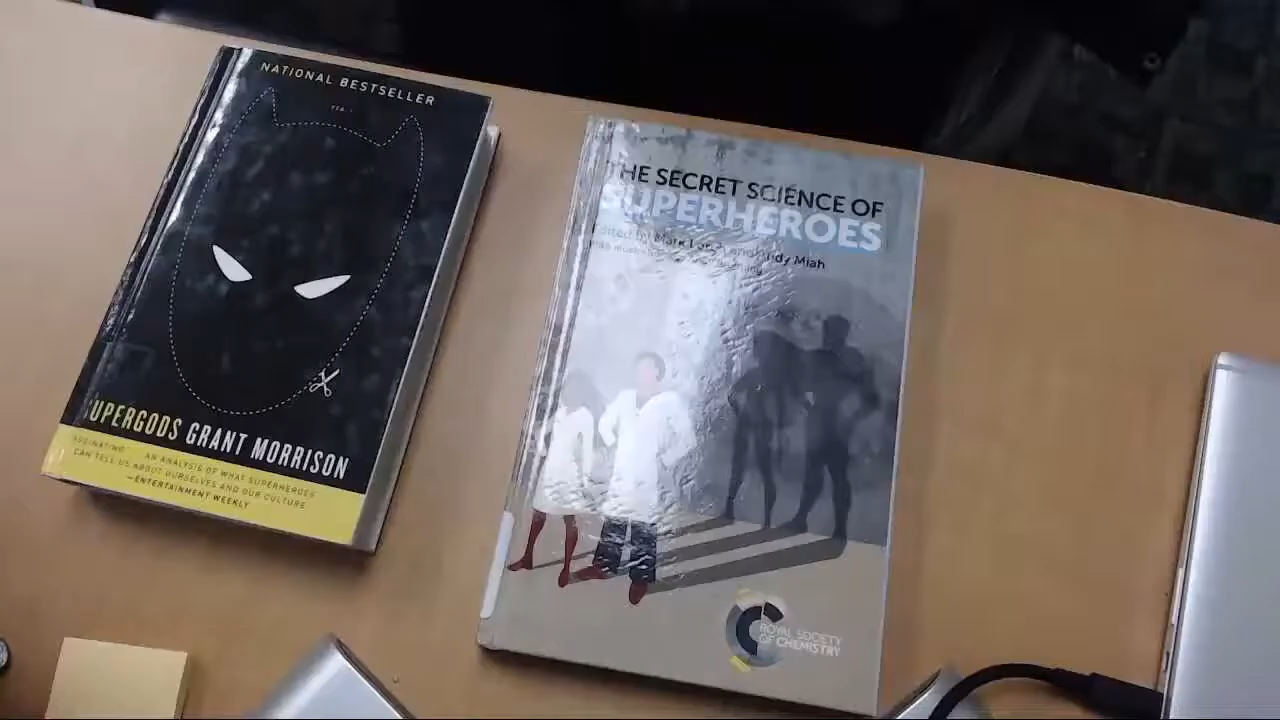 NATIONAL BESTSELLER
SUPERGODS GRANT MORRISON
AN ANALYSIS OF WHAT SUPERHEROES
CAN TELL US ABOUT OURSELVES AND OUR CULTURE
—ENTERTAINMENT WEEKLY
THE SECRET SCIENCE OF
SUPERHEROES
Edited by Mark and Andy Miah
ROYAL SOCIETY
OF CHEMISTRY